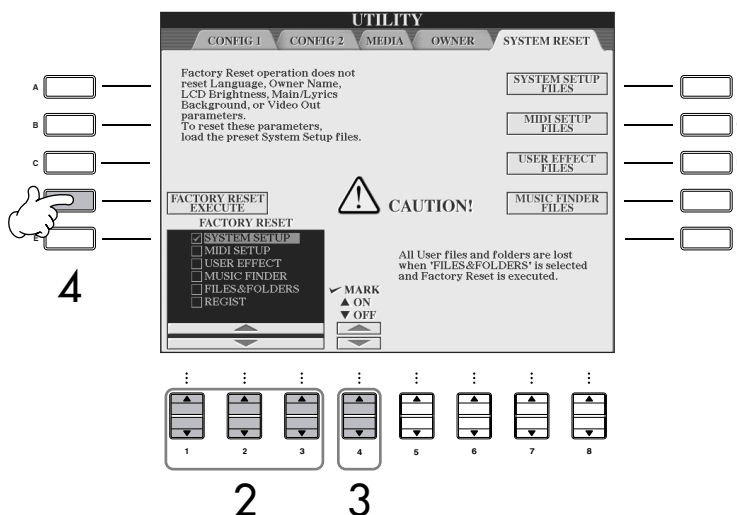 UTILITY
CONFIG 1 CONFIG 2 MEDIA OWNER SYSTEM RESET
Factory Reset operation does not
reset Language, Owner Name,
LCD Brightness, Main/Lyrics
Background, or Video Out
parameters.
To reset these parameters,
load the preset System Setup files.
SYSTEM SETUP
FILES
MIDI SETUP
FILES
USER EFFECT
FILES
MUSIC FINDER
FILES
A
B
C
E
4
FACTORY RESET
EXECUTE
CAUTION!
FACTORY RESET
SYSTEM SETUP
MIDI SETUP
USER EFFECT
MUSIC FINDER
FILES&FOLDERS
REGIST
✓ MARK
▲ ON
▼ OFF
All User files and folders are lost
when 'FILES&FOLDERS' is selected
and Factory Reset is executed.
1 2 3 4 5 6 7 8
2 3